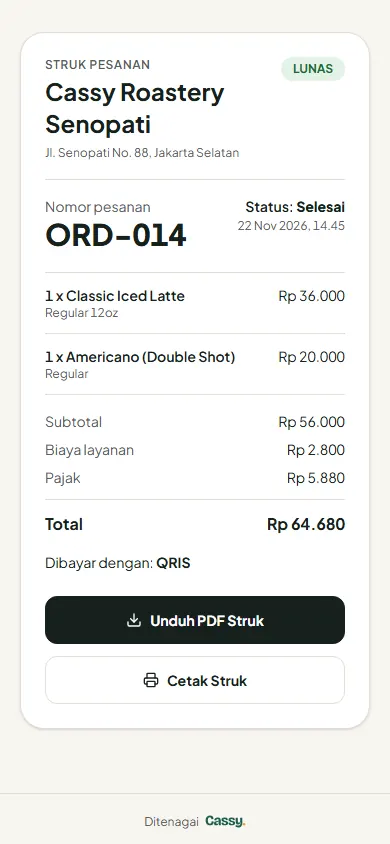 STRUK PESANAN
LUNAS
Cassy Roastery
Senopati
Jl. Senopati No. 88, Jakarta Selatan
Nomor pesanan
Status: Selesai
ORD-014
22 Nov 2026, 14.45
1 x Classic Iced Latte
Rp 36.000
Regular 12oz
1 x Americano (Double Shot)
Rp 20.000
Regular
Subtotal
Rp 56.000
Biaya layanan
Rp 2.800
Pajak
Rp 5.880
Total
Rp 64.680
Dibayar dengan: QRIS
Unduh PDF Struk
Cetak Struk
Ditenagai Cassy.